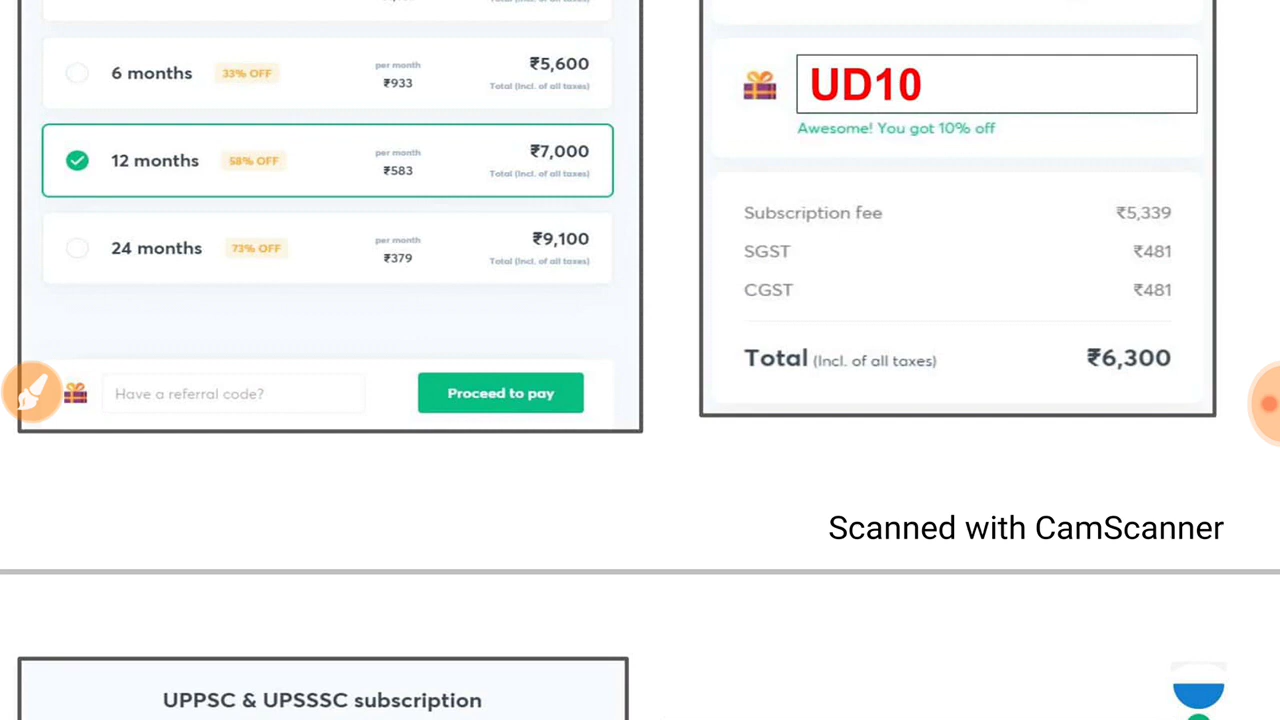 6 months 33% OFF per month ₹933 ₹5,600 Total (Incl. of all taxes)
12 months 58% OFF per month ₹583 ₹7,000 Total (Incl. of all taxes)
24 months 73% OFF per month ₹379 ₹9,100 Total (Incl. of all taxes)
Have a referral code? Proceed to pay
UD10
Awesome! You got 10% off
Subscription fee ₹5,339
SGST ₹481
CGST ₹481
Total (Incl. of all taxes) ₹6,300
Scanned with CamScanner
UPPSC & UPSSSC subscription